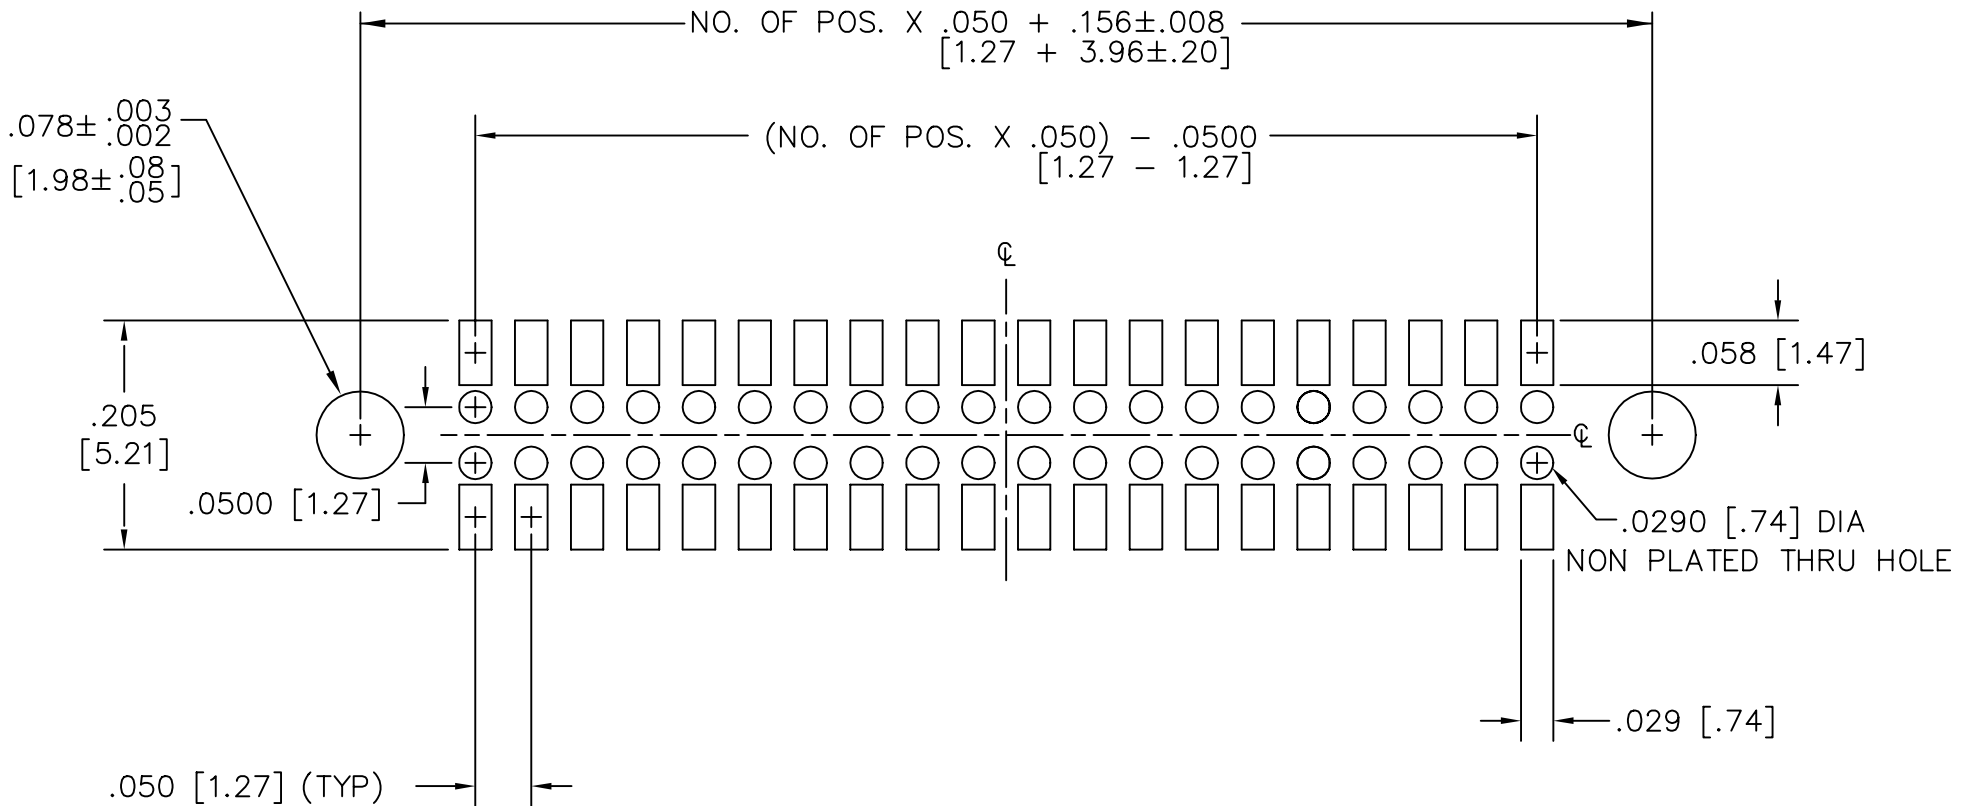 NO. OF POS. X .050 + .156±.008
[1.27 + 3.96±.20]
.078± .003
.002
[1.98± .08
.05]
(NO. OF POS. X .050) – .0500
[1.27 – 1.27]
℄
.058 [1.47]
.205
[5.21]
℄
.0500 [1.27]
.0290 [.74] DIA
NON PLATED THRU HOLE
.029 [.74]
.050 [1.27] (TYP)